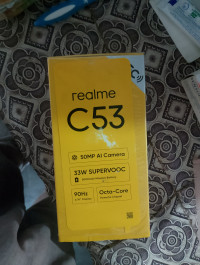 realme
C53
50MP AI Camera
33W SUPERVOOC
90Hz
Octa-Core